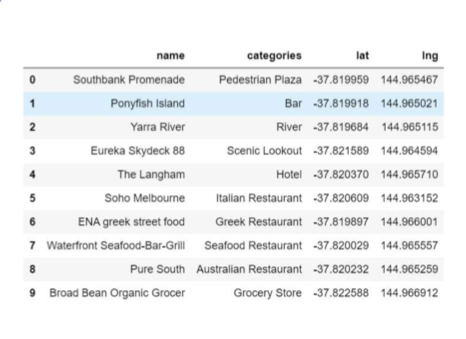 name categories lat lng
0 Southbank Promenade Pedestrian Plaza -37.819959 144.965467
1 Ponyfish Island Bar -37.819918 144.965021
2 Yarra River River -37.819684 144.965115
3 Eureka Skydeck 88 Scenic Lookout -37.821589 144.964594
4 The Langham Hotel -37.820370 144.965710
5 Soho Melbourne Italian Restaurant -37.820609 144.963152
6 ENA greek street food Greek Restaurant -37.819897 144.966001
7 Waterfront Seafood-Bar-Grill Seafood Restaurant -37.820029 144.965557
8 Pure South Australian Restaurant -37.820232 144.965259
9 Broad Bean Organic Grocer Grocery Store -37.822588 144.966912